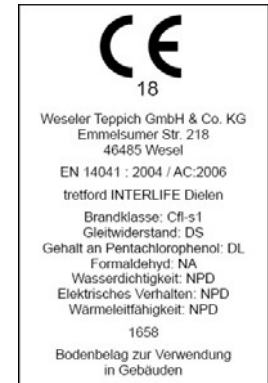 CE
18
Weseler Teppich GmbH & Co. KG
Emmelsumer Str. 218
46485 Wesel
EN 14041 : 2004 / AC:2006
tretford INTERLIFE Dielen
Brandklasse: Cfl-s1
Gleitwiderstand: DS
Gehalt an Pentachlorophenol: DL
Formaldehyd: NA
Wasserdichtigkeit: NPD
Elektrisches Verhalten: NPD
Wärmeleitfähigkeit: NPD
1658
Bodenbelag zur Verwendung
in Gebäuden